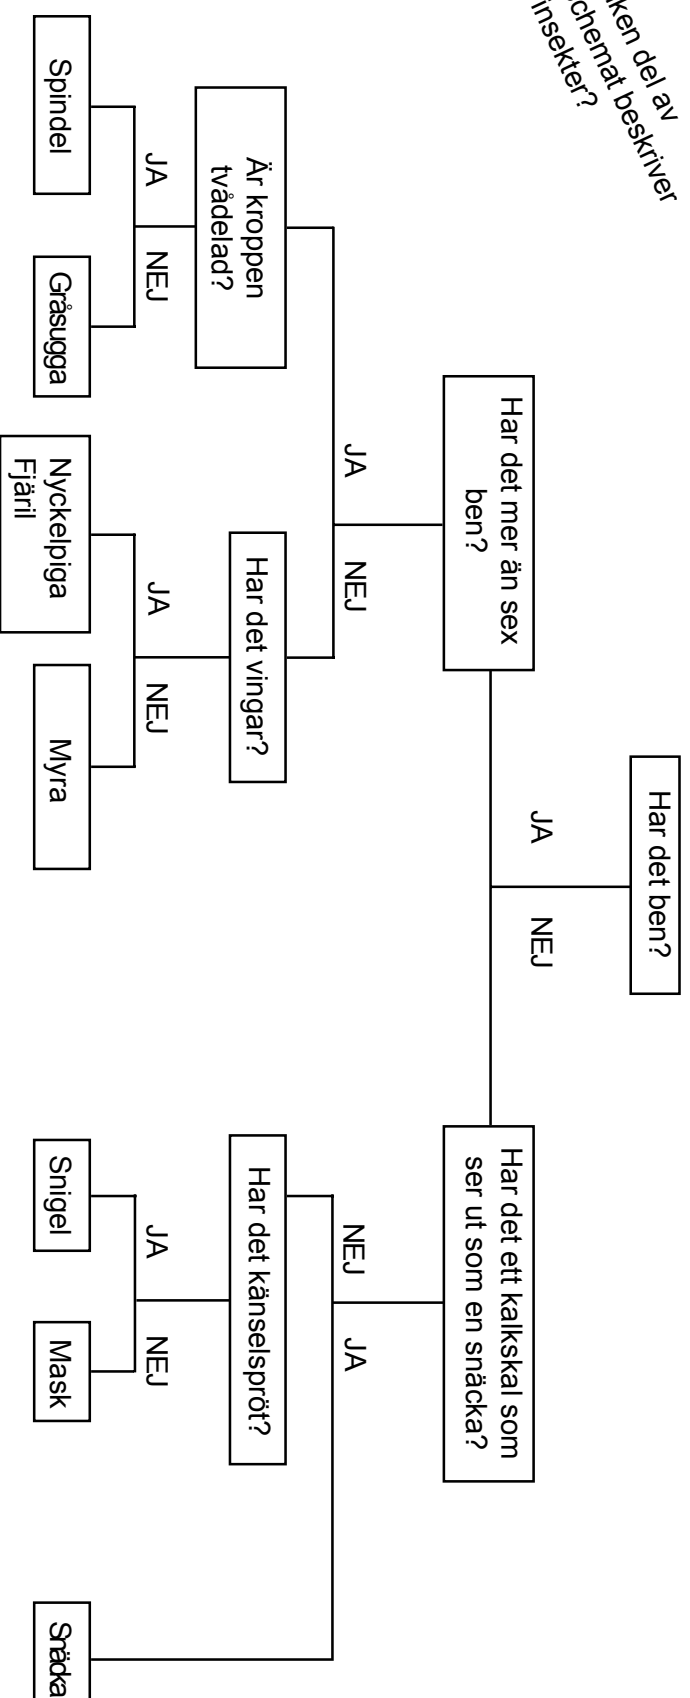 ken del av
chemat beskriver
insekter?
Har det ben?
JA
NEJ
Har det mer än sex
ben?
Har det ett kalkskal som
ser ut som en snäcka?
JA
NEJ
NEJ
JA
Är kroppen
tvådelad?
Har det vingar?
Har det känselspröt?
JA
NEJ
JA
NEJ
JA
NEJ
Spindel
Gråsugga
Nyckelpiga
Fjäril
Myra
Snigel
Mask
Snäcka